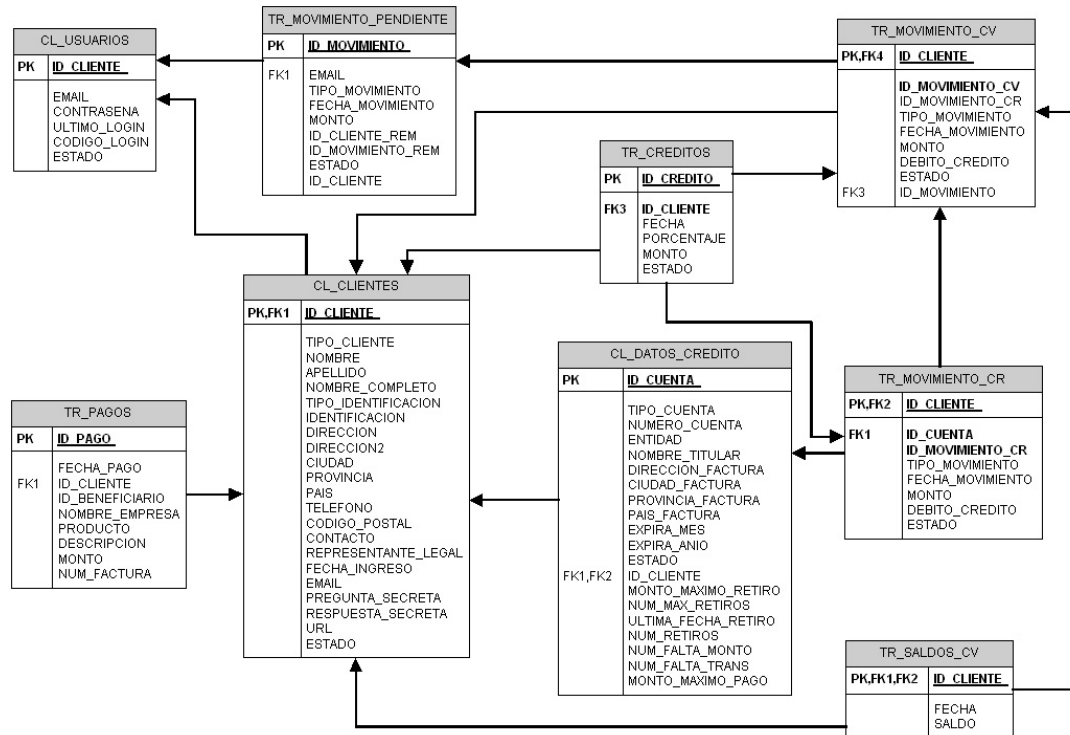 CL_USUARIOS
PK ID_CLIENTE
EMAIL
CONTRASENA
ULTIMO_LOGIN
CODIGO_LOGIN
ESTADO
TR_MOVIMIENTO_PENDIENTE
PK ID_MOVIMIENTO
FK1 EMAIL
TIPO_MOVIMIENTO
FECHA_MOVIMIENTO
MONTO
ID_CLIENTE_REM
ID_MOVIMIENTO_REM
ESTADO
ID_CLIENTE
TR_MOVIMIENTO_CV
PK,FK4 ID_CLIENTE
ID_MOVIMIENTO_CV
ID_MOVIMIENTO_CR
TIPO_MOVIMIENTO
FECHA_MOVIMIENTO
MONTO
DEBITO_CREDITO
ESTADO
FK3 ID_MOVIMIENTO
TR_CREDITOS
PK ID_CREDITO
FK3 ID_CLIENTE
FECHA
PORCENTAJE
MONTO
ESTADO
CL_CLIENTES
PK,FK1 ID_CLIENTE
TIPO_CLIENTE
NOMBRE
APELLIDO
NOMBRE_COMPLETO
TIPO_IDENTIFICACION
IDENTIFICACION
DIRECCION
DIRECCION2
CIUDAD
PROVINCIA
PAIS
TELEFONO
CODIGO_POSTAL
CONTACTO
REPRESENTANTE_LEGAL
FECHA_INGRESO
EMAIL
PREGUNTA_SECRETA
RESPUESTA_SECRETA
URL
ESTADO
CL_DATOS_CREDITO
PK ID_CUENTA
TIPO_CUENTA
NUMERO_CUENTA
ENTIDAD
NOMBRE_TITULAR
DIRECCION_FACTURA
CIUDAD_FACTURA
PROVINCIA_FACTURA
PAIS_FACTURA
EXPIRA_MES
EXPIRA_ANIO
ESTADO
FK1,FK2 ID_CLIENTE
MONTO_MAXIMO_RETIRO
NUM_MAX_RETIROS
ULTIMA_FECHA_RETIRO
NUM_RETIROS
NUM_FALTA_MONTO
NUM_FALTA_TRANS
MONTO_MAXIMO_PAGO
TR_MOVIMIENTO_CR
PK,FK2 ID_CLIENTE
FK1 ID_CUENTA
ID_MOVIMIENTO_CR
TIPO_MOVIMIENTO
FECHA_MOVIMIENTO
MONTO
DEBITO_CREDITO
ESTADO
TR_PAGOS
PK ID_PAGO
FECHA_PAGO
FK1 ID_CLIENTE
ID_BENEFICIARIO
NOMBRE_EMPRESA
PRODUCTO
DESCRIPCION
MONTO
NUM_FACTURA
TR_SALDOS_CV
PK,FK1,FK2 ID_CLIENTE
FECHA
SALDO